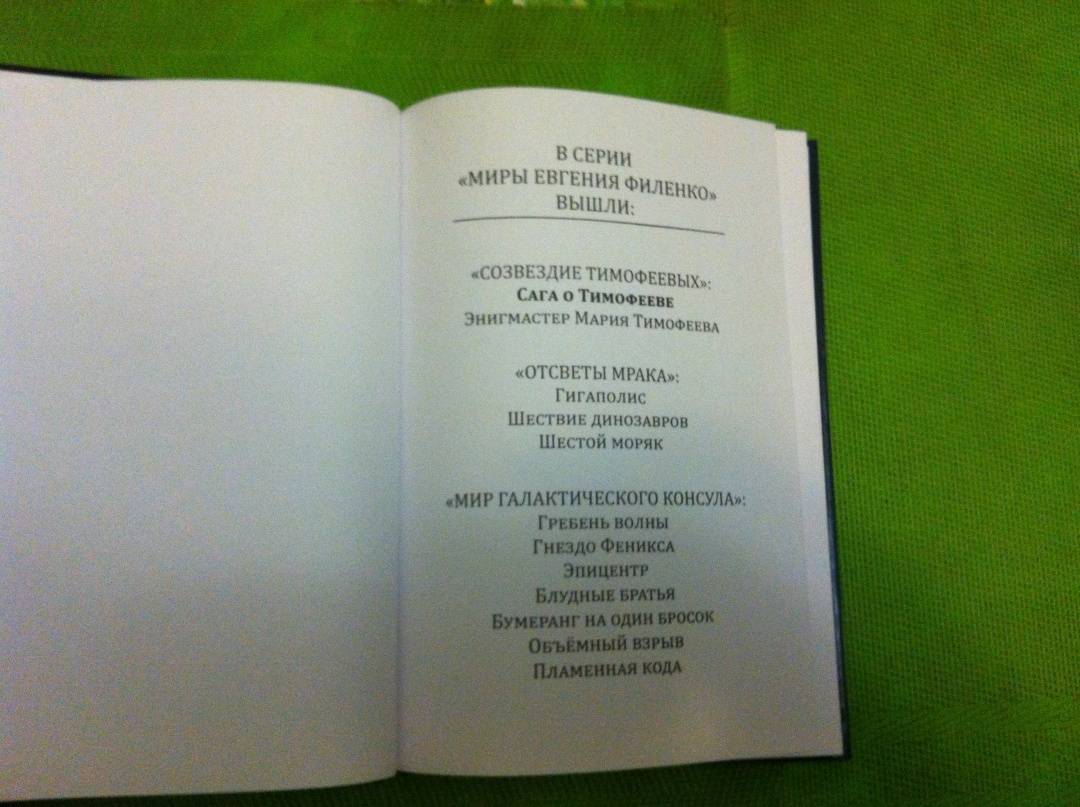 В СЕРИИ
«МИРЫ ЕВГЕНИЯ ФИЛЕНКО»
ВЫШЛИ:
«СОЗВЕЗДИЕ ТИМОФЕЕВЫХ»:
Сага о Тимофееве
Энигмастер Мария Тимофеева
«ОТСВЕТЫ МРАКА»:
Гигаполис
Шествие динозавров
Шестой моряк
«МИР ГАЛАКТИЧЕСКОГО КОНСУЛА»:
Гребень волны
Гнездо Феникса
Эпицентр
Блудные братья
Бумеранг на один бросок
Объёмный взрыв
Пламенная кода